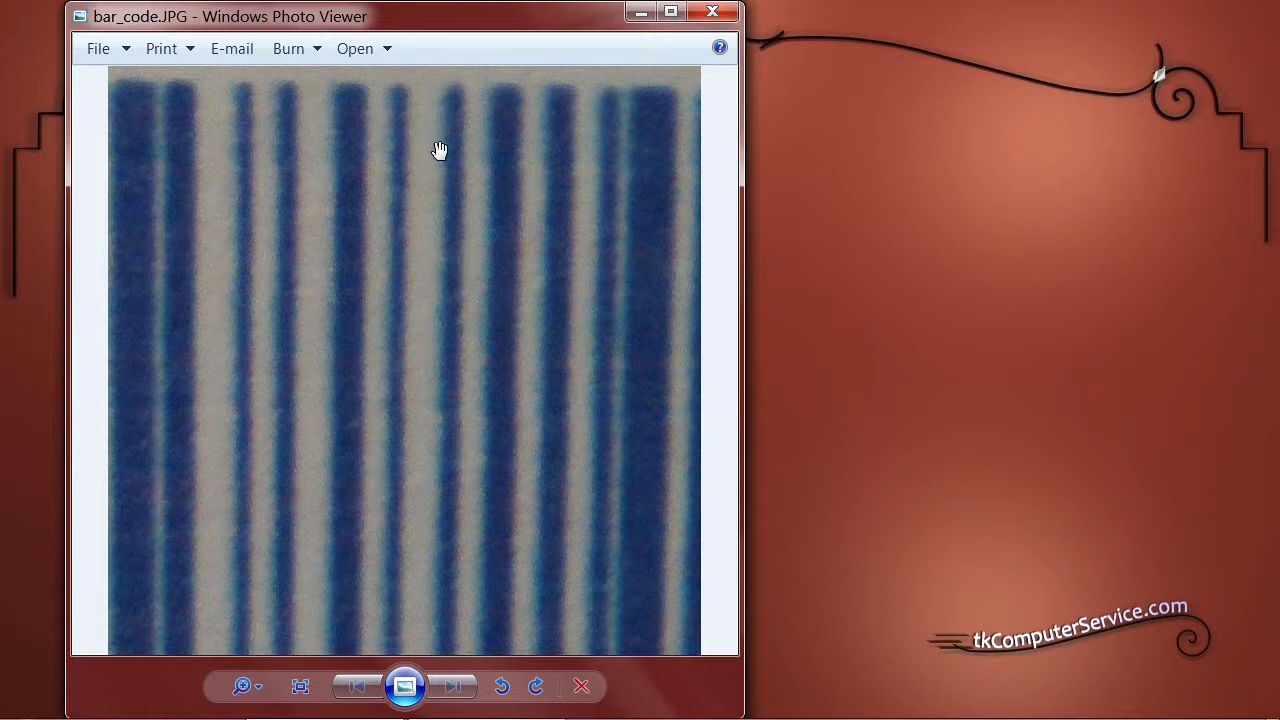 bar_code.JPG - Windows Photo Viewer
File Print E-mail Burn Open
tkComputerService.com